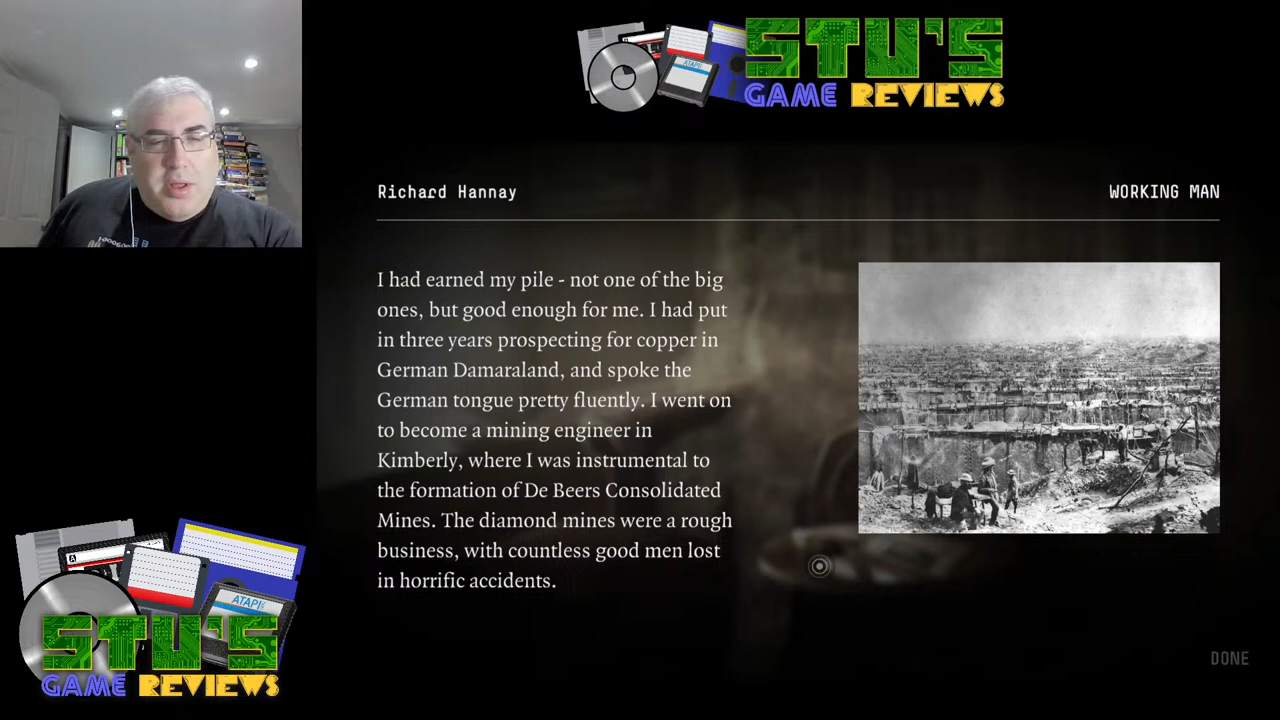 STU'S
GAME REVIEWS
Richard Hannay
WORKING MAN
I had earned my pile - not one of the big
ones, but good enough for me. I had put
in three years prospecting for copper in
German Damaraland, and spoke the
German tongue pretty fluently. I went on
to become a mining engineer in
Kimberly, where I was instrumental to
the formation of De Beers Consolidated
Mines. The diamond mines were a rough
business, with countless good men lost
in horrific accidents.
DONE
A
ATAPI
STU'S
GAME REVIEWS